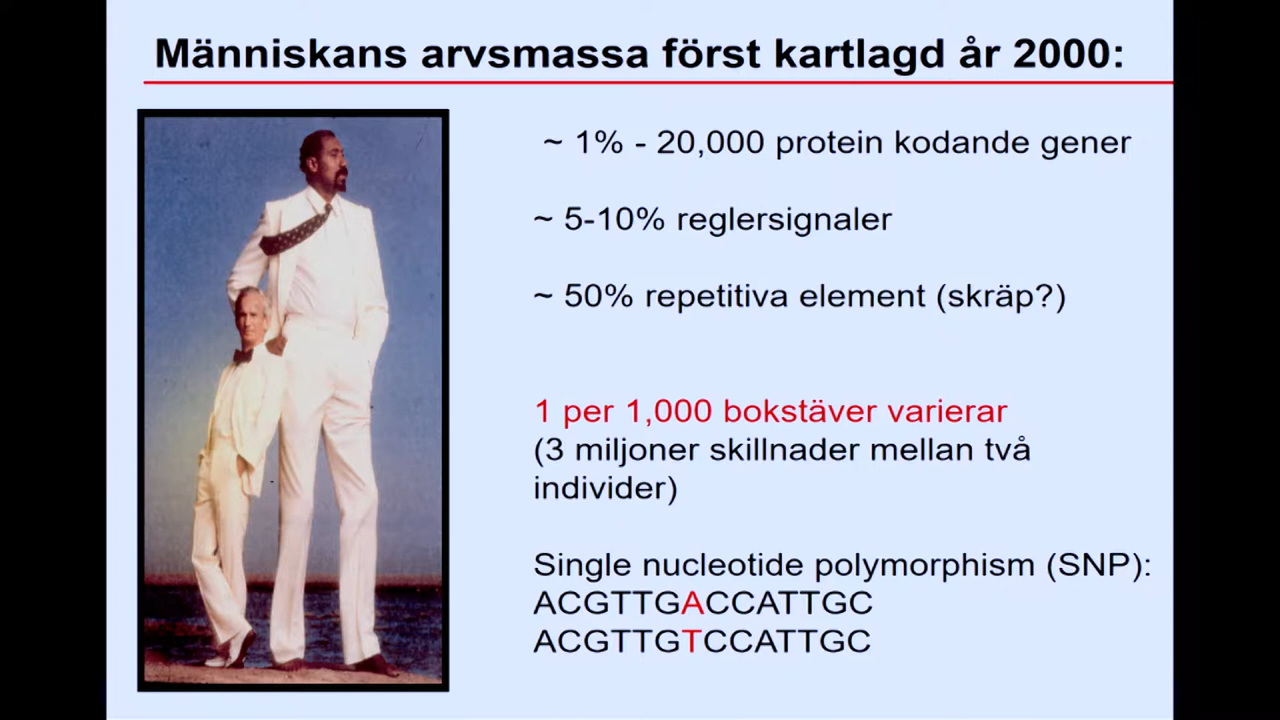 Människans arvsmassa först kartlagd år 2000:
~ 1% - 20,000 protein kodande gener
~ 5-10% reglersignaler
~ 50% repetitiva element (skräp?)
1 per 1,000 bokstäver varierar
(3 miljoner skillnader mellan två
individer)
Single nucleotide polymorphism (SNP):
ACGTTGACCATTGC
ACGTTGTCCATTGC